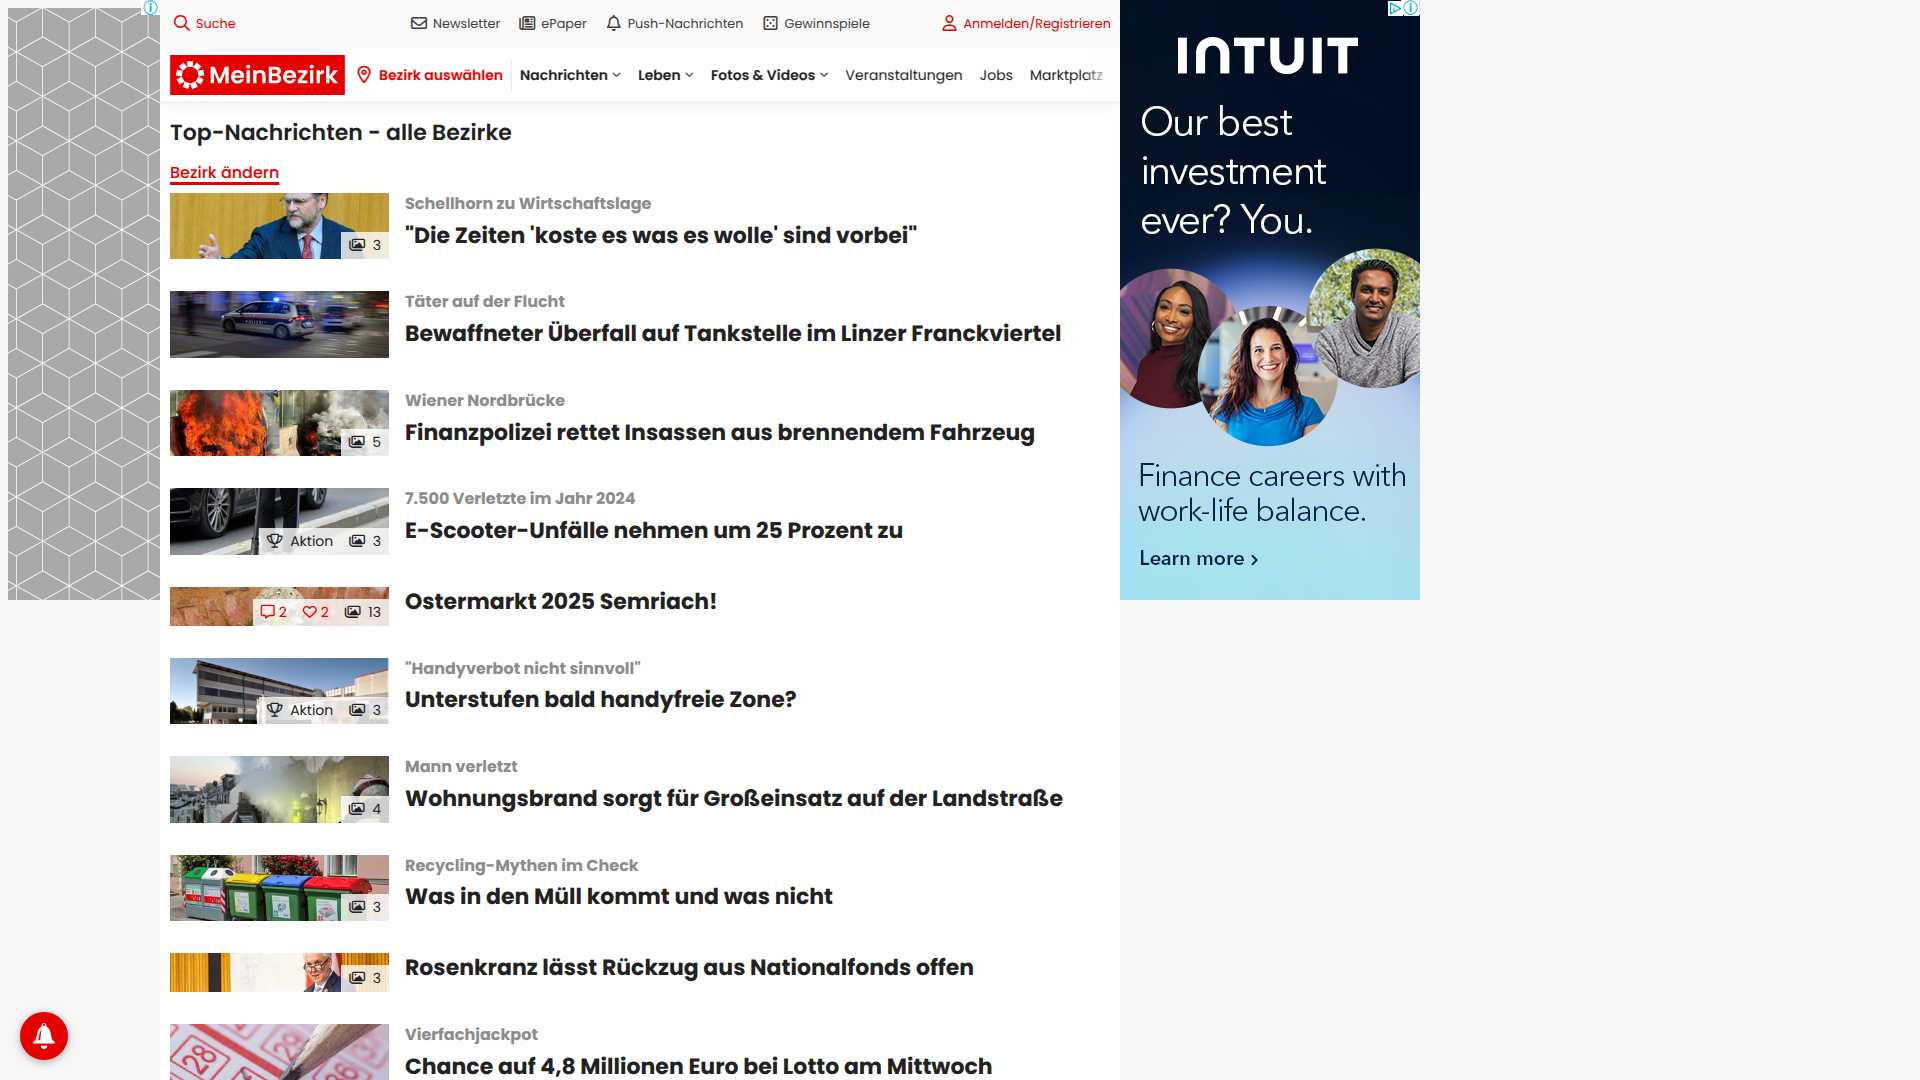 Suche
Newsletter
ePaper
Push-Nachrichten
Gewinnspiele
Anmelden/Registrieren
MeinBezirk
Bezirk auswählen
Nachrichten
Leben
Fotos & Videos
Veranstaltungen
Jobs
Marktplatz
Top-Nachrichten - alle Bezirke
Bezirk ändern
3
Schellhorn zu Wirtschaftslage
"Die Zeiten 'koste es was es wolle' sind vorbei"
Täter auf der Flucht
Bewaffneter Überfall auf Tankstelle im Linzer Franckviertel
5
Wiener Nordbrücke
Finanzpolizei rettet Insassen aus brennendem Fahrzeug
Aktion 3
7.500 Verletzte im Jahr 2024
E-Scooter-Unfälle nehmen um 25 Prozent zu
2 2 13
Ostermarkt 2025 Semriach!
Aktion 3
"Handyverbot nicht sinnvoll"
Unterstufen bald handyfreie Zone?
4
Mann verletzt
Wohnungsbrand sorgt für Großeinsatz auf der Landstraße
3
Recycling-Mythen im Check
Was in den Müll kommt und was nicht
3
Rosenkranz lässt Rückzug aus Nationalfonds offen
28 29 36
Vierfachjackpot
Chance auf 4,8 Millionen Euro bei Lotto am Mittwoch
INTUIT
Our best
investment
ever? You.
Finance careers with
work-life balance.
Learn more